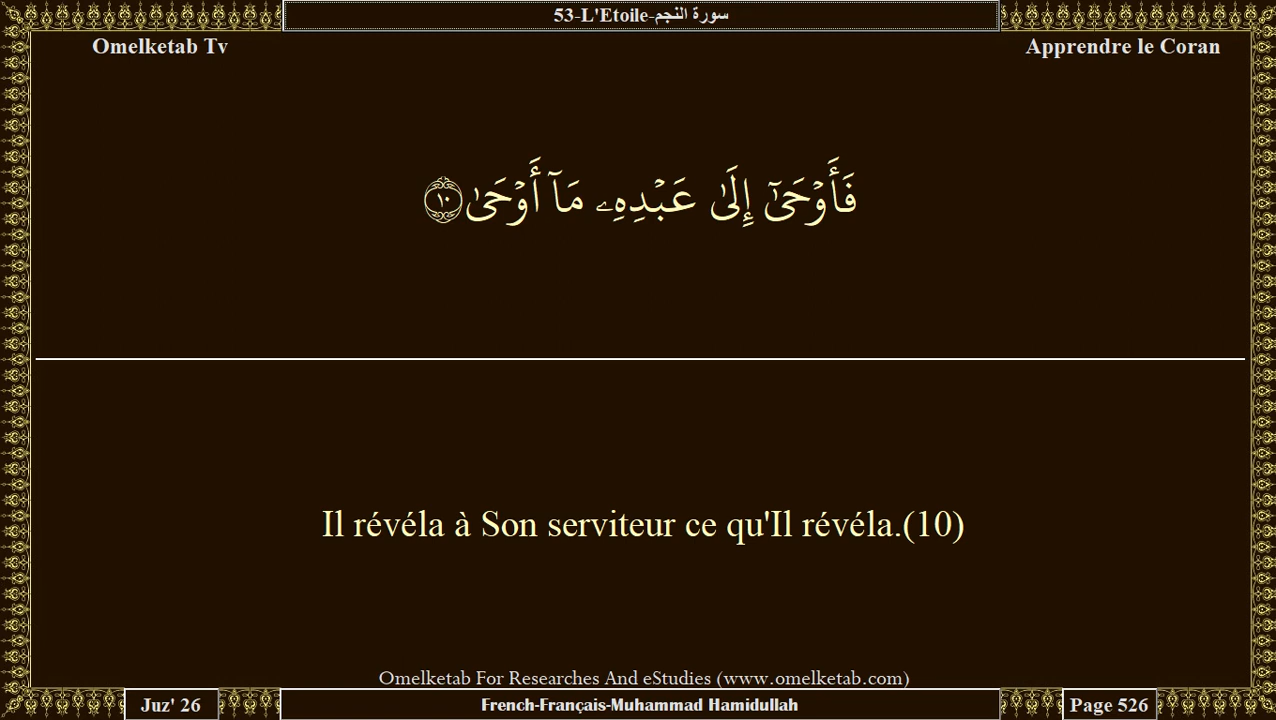 53-L'Etoile-سورة النجم
Omelketab Tv
Apprendre le Coran
فَأَوۡحَىٰٓ إِلَىٰ عَبۡدِهِۦ مَآ أَوۡحَىٰ ١٠
Il révéla à Son serviteur ce qu'Il révéla.(10)
Omelketab For Researches And eStudies (www.omelketab.com)
Juz' 26
French-Français-Muhammad Hamidullah
Page 526